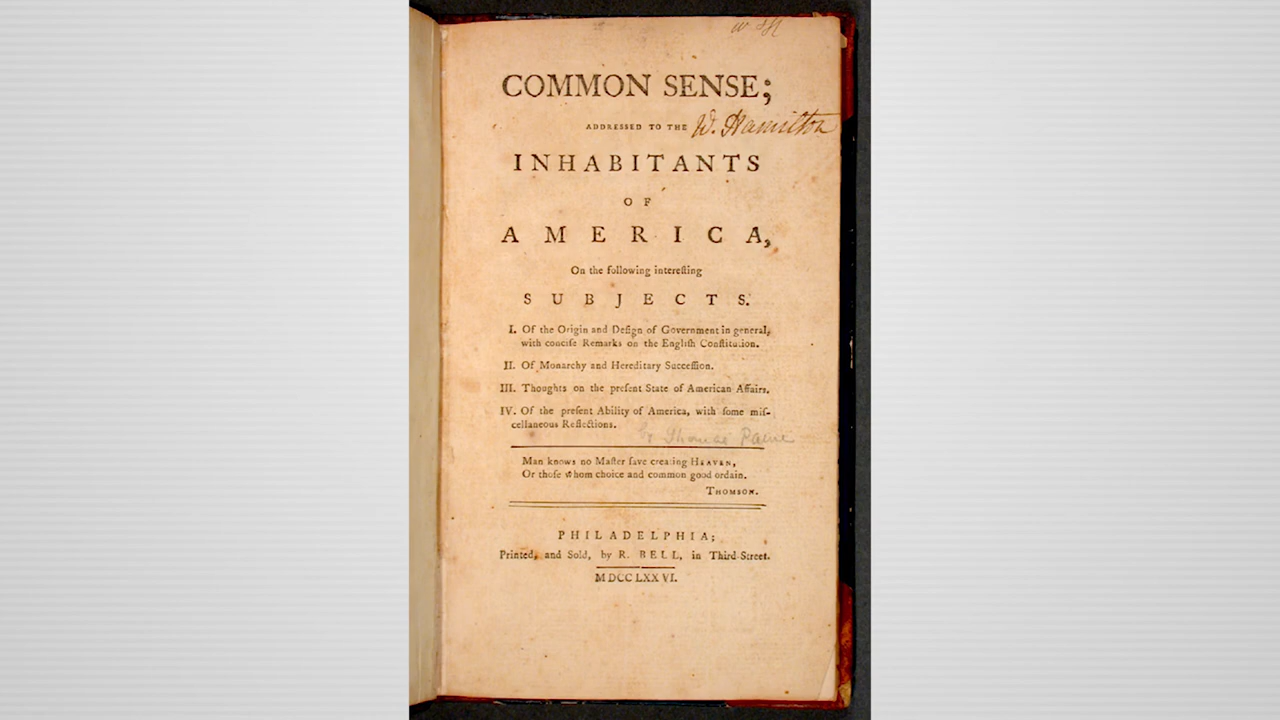 COMMON SENSE;
ADDRESSED TO THE W. Hamilton
INHABITANTS
OF
AMERICA,
On the following intereſting
SUBJECTS.
I. Of the Origin and Deſign of Government in general,
with conciſe Remarks on the Engliſh Conſtitution.
II. Of Monarchy and Hereditary Succeſſion.
III. Thoughts on the preſent State of American Affairs.
IV. Of the preſent Ability of America, with ſome miſ-
cellaneous Reflections.
by Thomas Paine
Man knows no Maſter ſave creating HEAVEN,
Or thoſe whom choice and common good ordain.
THOMSON.
PHILADELPHIA;
Printed, and Sold, by R. BELL, in Third-Street.
MDCCLXXVI.